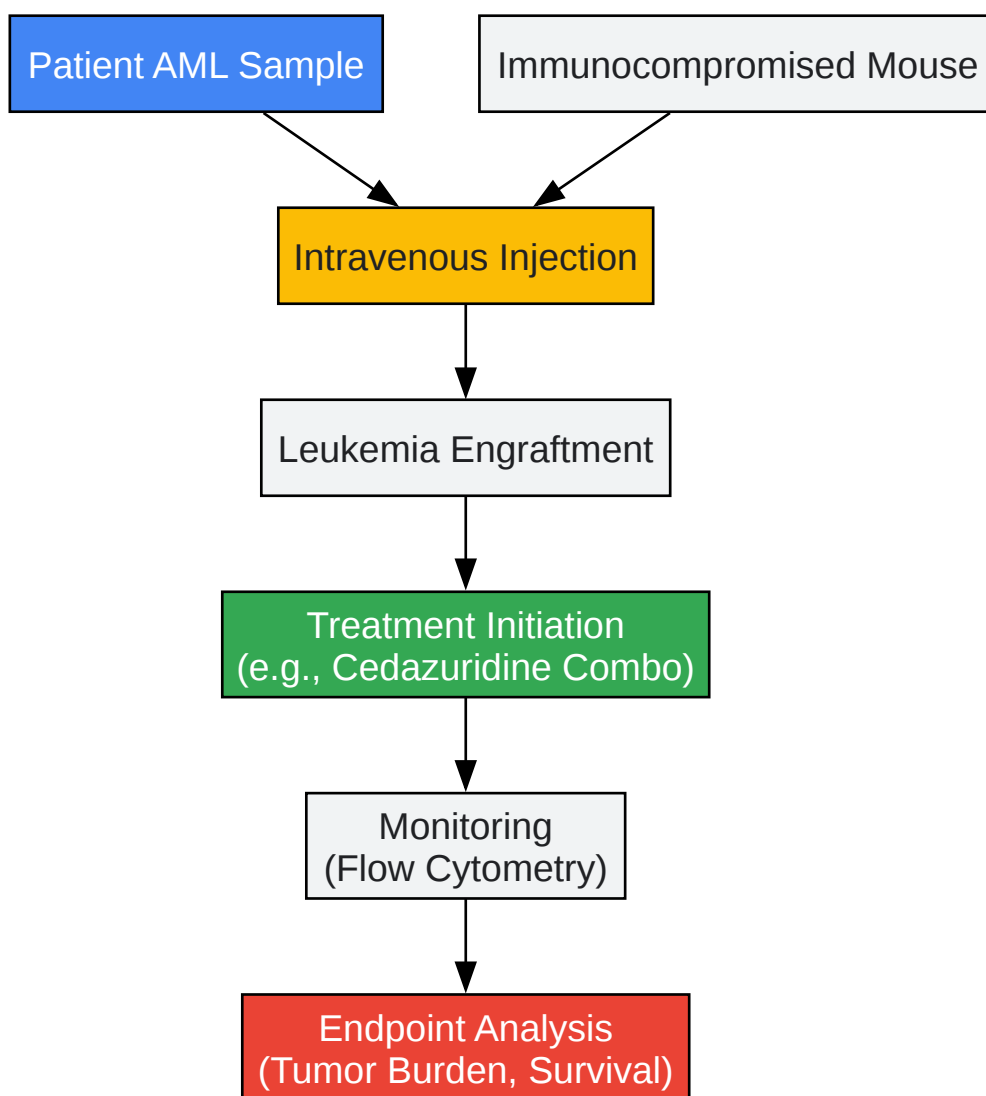 Patient AML Sample
Immunocompromised Mouse
Intravenous Injection
Leukemia Engraftment
Treatment Initiation
(e.g., Cedazuridine Combo)
Monitoring
(Flow Cytometry)
Endpoint Analysis
(Tumor Burden, Survival)